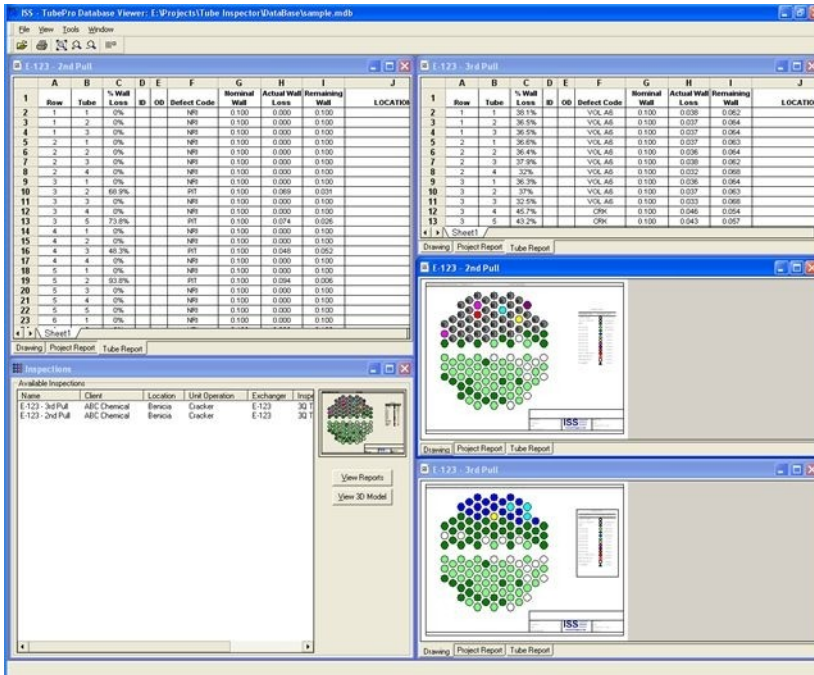 ISS - TubePro Database Viewer: E:\Projects\Tube Inspector\DataBase\sample.mdb
File View Tools Window
E-123 - 2nd Pull
A B C D E F G H I J
1 Row Tube % Wall Loss ID OD Defect Code Nominal Wall Actual Wall Loss Remaining Wall LOCATION
2 1 1 0% NRI 0.100 0.000 0.100
3 1 2 0% NRI 0.100 0.000 0.100
4 1 3 0% NRI 0.100 0.000 0.100
5 2 1 0% NRI 0.100 0.000 0.100
6 2 2 0% NRI 0.100 0.000 0.100
7 2 3 0% NRI 0.100 0.000 0.100
8 2 4 0% NRI 0.100 0.000 0.100
9 3 1 0% NRI 0.100 0.000 0.100
10 3 2 68.9% PIT 0.100 0.069 0.031
11 3 3 0% NRI 0.100 0.000 0.100
12 3 4 0% NRI 0.100 0.000 0.100
13 3 5 73.8% PIT 0.100 0.074 0.026
14 4 1 0% NRI 0.100 0.000 0.100
15 4 2 0% NRI 0.100 0.000 0.100
16 4 3 48.3% PIT 0.100 0.048 0.052
17 4 4 0% NRI 0.100 0.000 0.100
18 5 1 0% NRI 0.100 0.000 0.100
19 5 2 93.8% PIT 0.100 0.094 0.006
20 5 3 0% NRI 0.100 0.000 0.100
21 5 4 0% NRI 0.100 0.000 0.100
22 5 5 0% NRI 0.100 0.000 0.100
23 6 1 0% NRI 0.100 0.000 0.100
Sheet1
Drawing Project Report Tube Report
E-123 - 3rd Pull
A B C D E F G H I J
1 Row Tube % Wall Loss ID OD Defect Code Nominal Wall Actual Wall Loss Remaining Wall LOCATIO
2 1 1 38.1% VOL A6 0.100 0.038 0.062
3 1 2 36.5% VOL A6 0.100 0.037 0.064
4 1 3 36.5% VOL A6 0.100 0.037 0.064
5 2 1 36.6% VOL A6 0.100 0.037 0.063
6 2 2 36.4% VOL A6 0.100 0.036 0.064
7 2 3 37.9% VOL A6 0.100 0.038 0.062
8 2 4 32% VOL A6 0.100 0.032 0.068
9 3 1 36.3% VOL A6 0.100 0.036 0.064
10 3 2 37% VOL A6 0.100 0.037 0.063
11 3 3 32.5% VOL A6 0.100 0.033 0.068
12 3 4 45.7% CRK 0.100 0.046 0.054
13 3 5 43.2% CRK 0.100 0.043 0.057
Sheet1
Drawing Project Report Tube Report
E-123 - 2nd Pull
ISS
Drawing Project Report Tube Report
Inspections
Available Inspections
Name Client Location Unit Operation Exchanger Inspe
E-123 - 3rd Pull ABC Chemical Benicia Cracker E-123 3Q T
E-123 - 2nd Pull ABC Chemical Benicia Cracker E-123 3Q T
View Reports
View 3D Model
E-123 - 3rd Pull
ISS
Drawing Project Report Tube Report